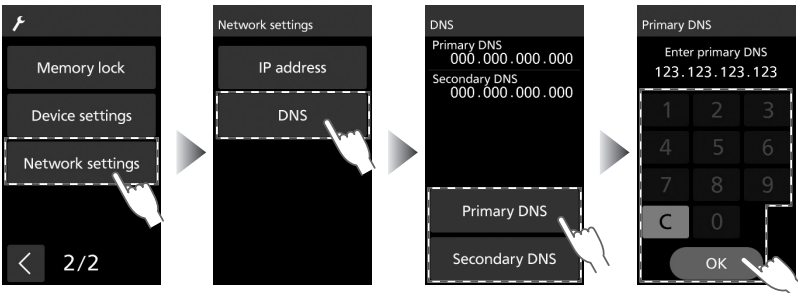 Memory lock
Device settings
Network settings
2/2
Network settings
IP address
DNS
DNS
Primary DNS
000.000.000.000
Secondary DNS
000.000.000.000
Primary DNS
Secondary DNS
Primary DNS
Enter primary DNS
123.123.123.123
1 2 3
4 5 6
7 8 9
C 0
OK